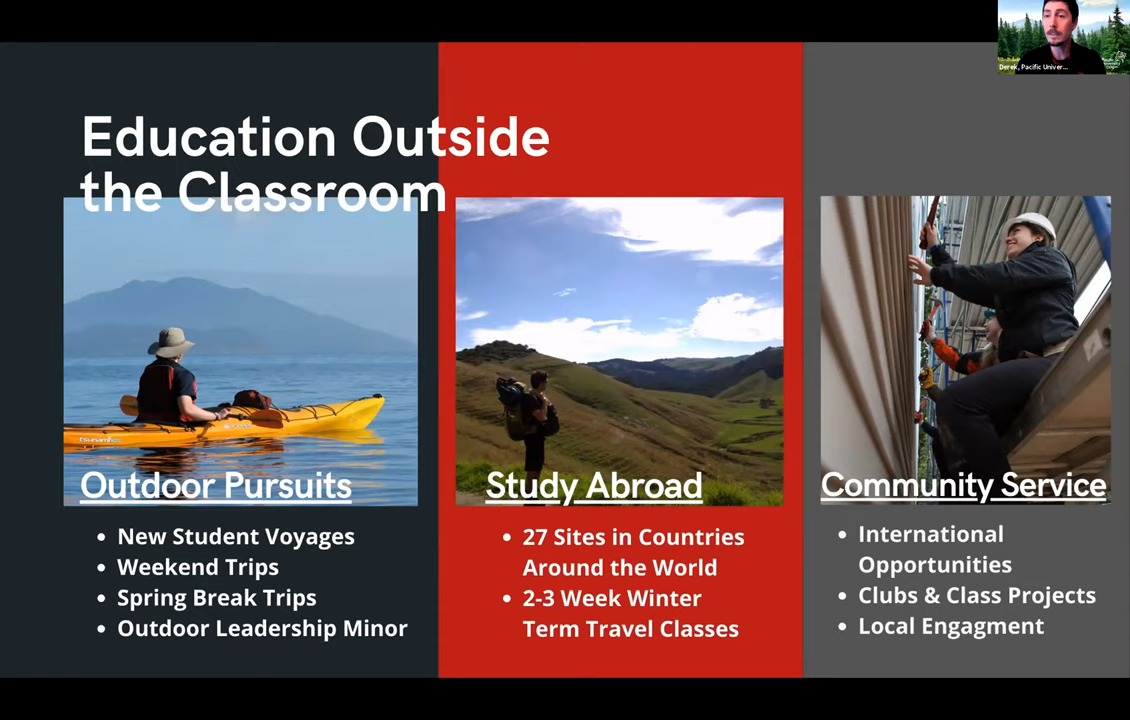 Derek, Pacific Univer...
Education Outside
the Classroom
tsunami
Outdoor Pursuits
New Student Voyages
Weekend Trips
Spring Break Trips
Outdoor Leadership Minor
Study Abroad
27 Sites in Countries
Around the World
2-3 Week Winter
Term Travel Classes
Community Service
International
Opportunities
Clubs & Class Projects
Local Engagment